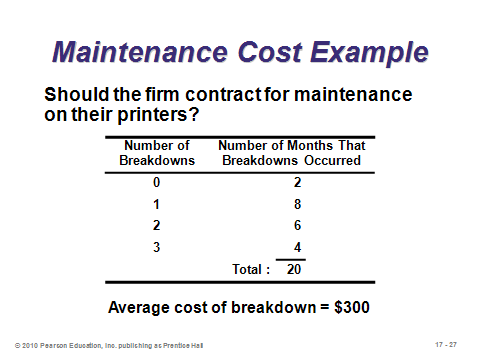 Maintenance Cost Example
Should the firm contract for maintenance
on their printers?
Number of Number of Months That
Breakdowns Breakdowns Occurred
0 2
1 8
2 6
3 4
Total : 20
Average cost of breakdown = $300
© 2010 Pearson Education, Inc. publishing as Prentice Hall 17 - 27